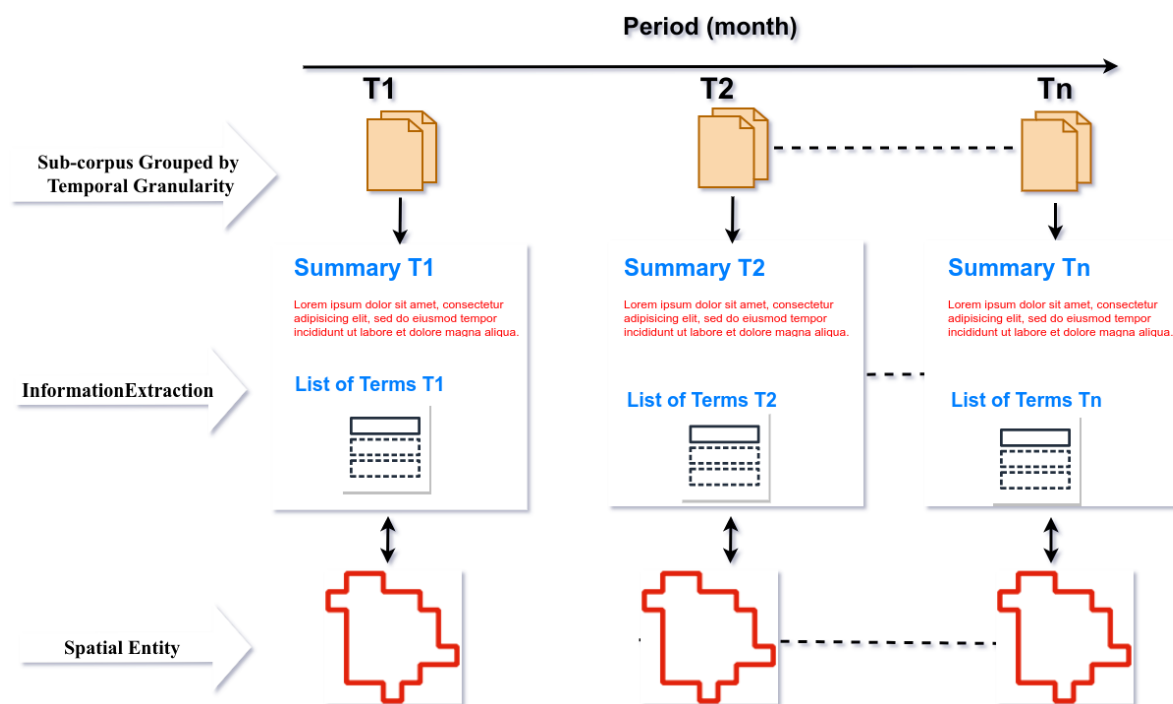 Period (month)
T1
T2
Tn
Sub-corpus Grouped by
Temporal Granularity
Summary T1
Lorem ipsum dolor sit amet, consectetur
adipisicing elit, sed do eiusmod tempor
incididunt ut labore et dolore magna aliqua.
Summary T2
Lorem ipsum dolor sit amet, consectetur
adipisicing elit, sed do eiusmod tempor
incididunt ut labore et dolore magna aliqua.
Summary Tn
Lorem ipsum dolor sit amet, consectetur
adipisicing elit, sed do eiusmod tempor
incididunt ut labore et dolore magna aliqua.
InformationExtraction
List of Terms T1
List of Terms T2
List of Terms Tn
Spatial Entity